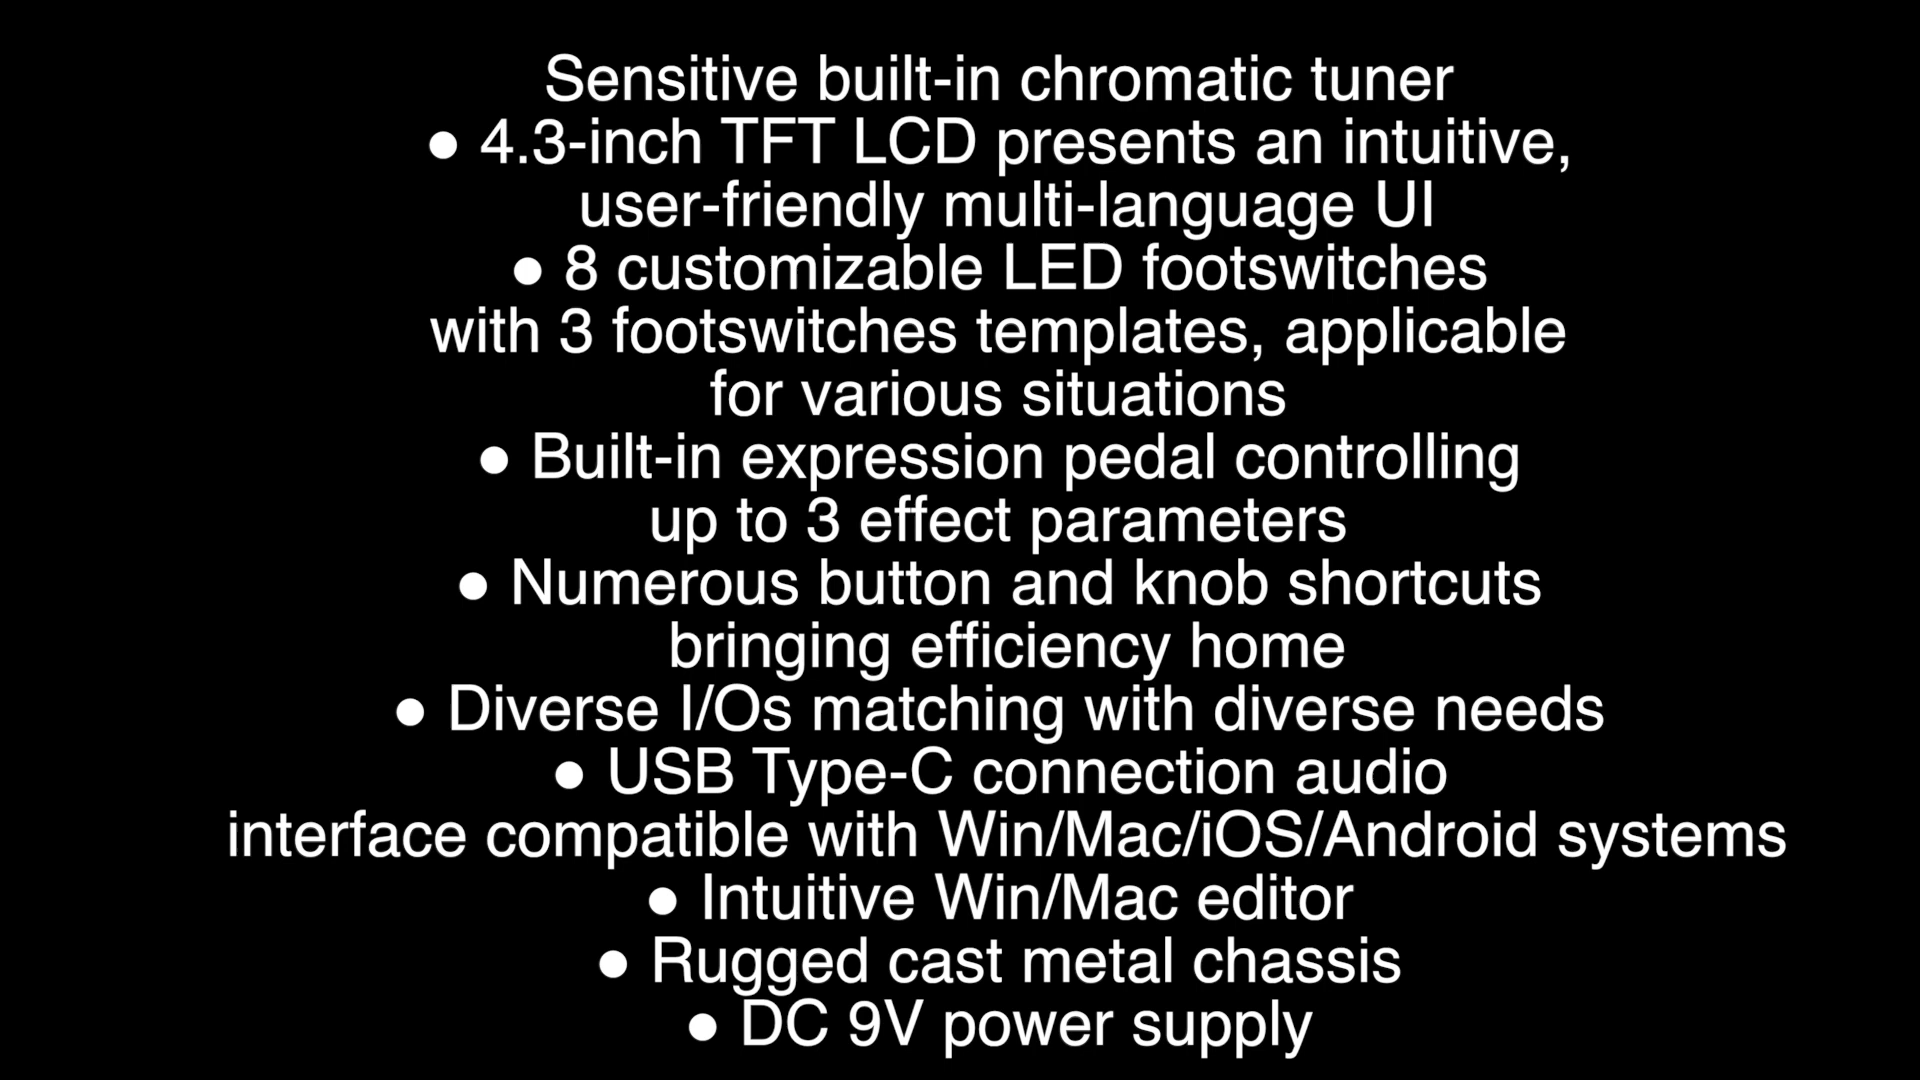 Sensitive built-in chromatic tuner
● 4.3-inch TFT LCD presents an intuitive,
user-friendly multi-language UI
● 8 customizable LED footswitches
with 3 footswitches templates, applicable
for various situations
● Built-in expression pedal controlling
up to 3 effect parameters
● Numerous button and knob shortcuts
bringing efficiency home
● Diverse I/Os matching with diverse needs
● USB Type-C connection audio
interface compatible with Win/Mac/iOS/Android systems
● Intuitive Win/Mac editor
● Rugged cast metal chassis
● DC 9V power supply